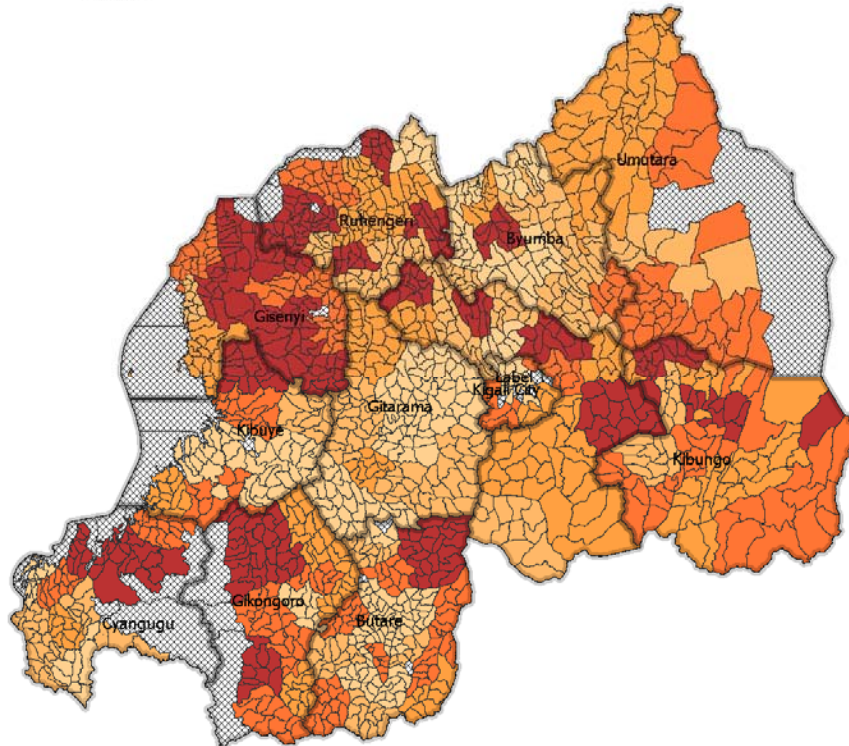 Umutara
Ruhengeri
Byumba
Gisenyi
Label
Kigali City
Gitarama
Kibuye
Kibungo
Gikongoro
Butare
Cyangugu